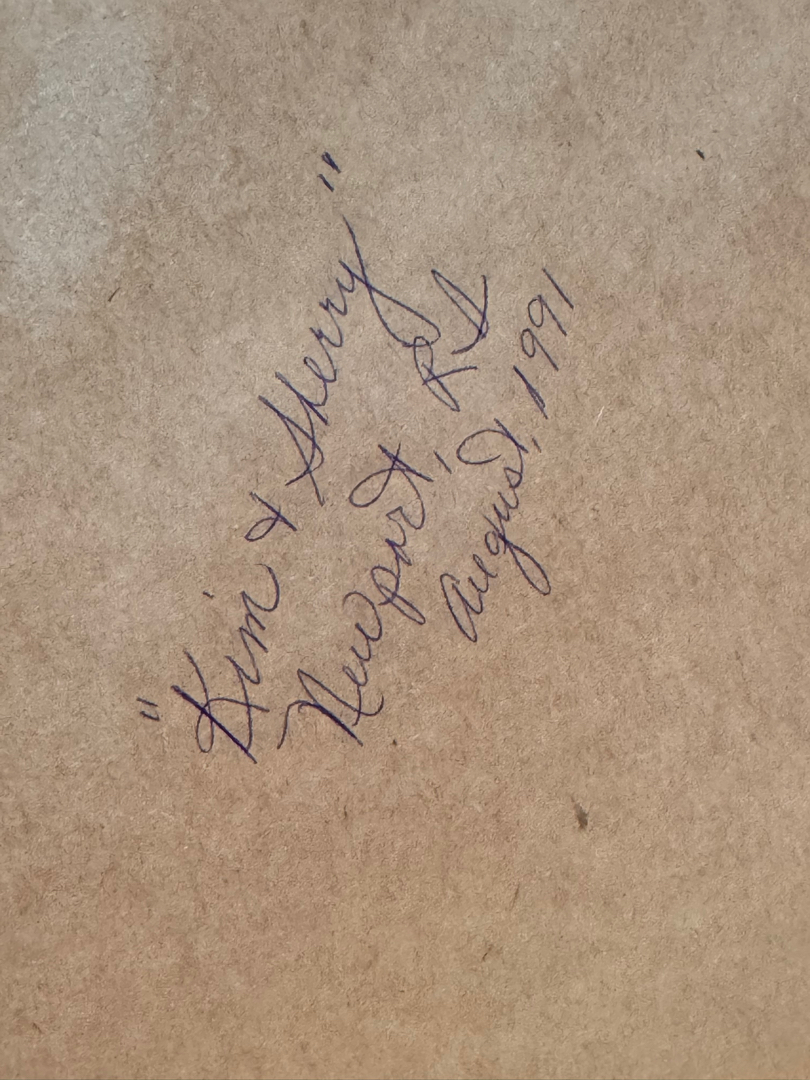 "Kim & Sherry"
Newport, RI
August, 1991